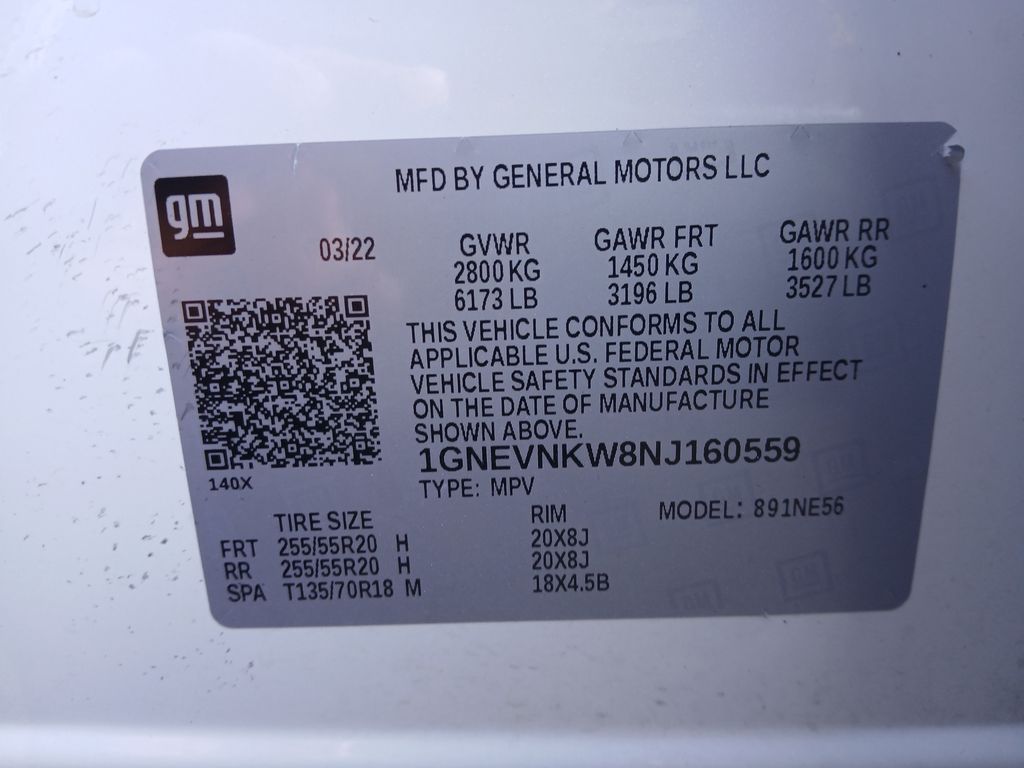 gm
MFD BY GENERAL MOTORS LLC
03/22
GVWR GAWR FRT GAWR RR
2800 KG 1450 KG 1600 KG
6173 LB 3196 LB 3527 LB
THIS VEHICLE CONFORMS TO ALL
APPLICABLE U.S. FEDERAL MOTOR
VEHICLE SAFETY STANDARDS IN EFFECT
ON THE DATE OF MANUFACTURE
SHOWN ABOVE.
1GNEVNKW8NJ160559
140X
TYPE: MPV
MODEL: 891NE56
TIRE SIZE RIM
FRT 255/55R20 H 20X8J
RR 255/55R20 H 20X8J
SPA T135/70R18 M 18X4.5B